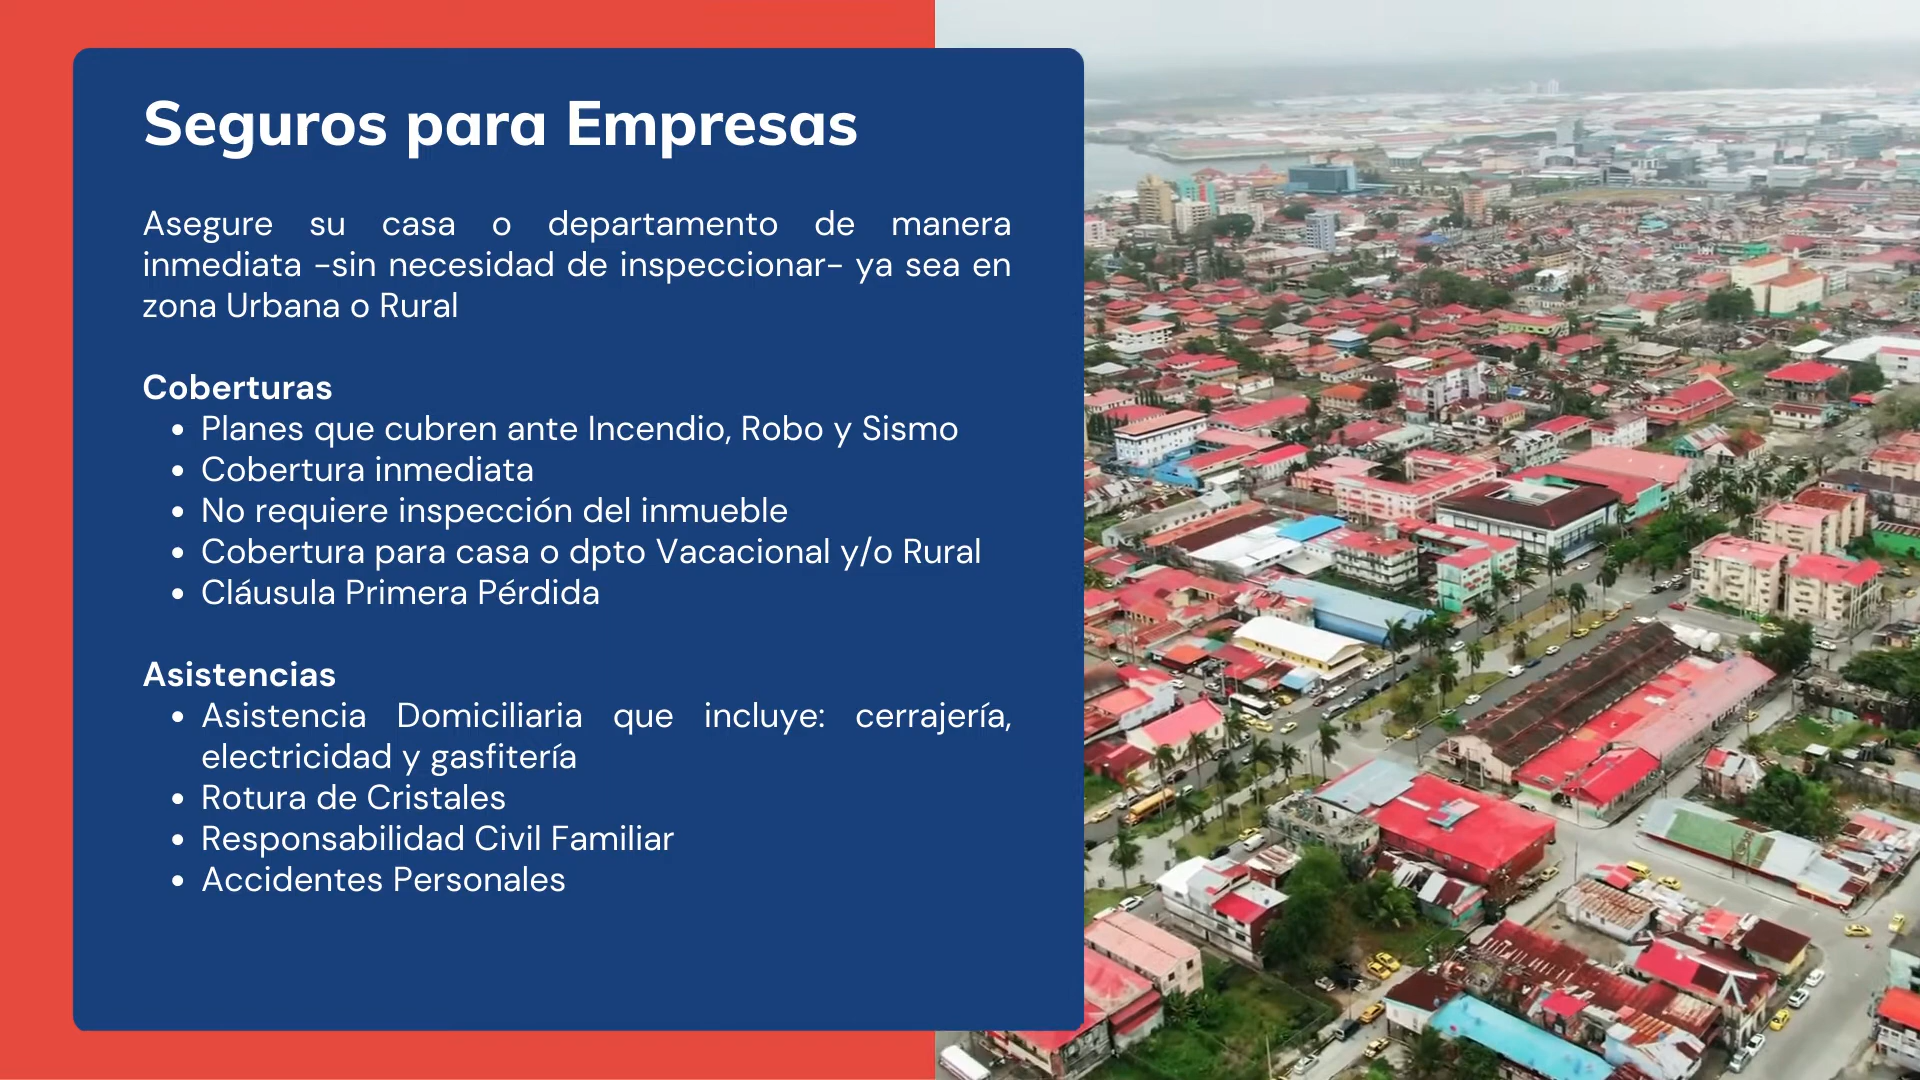 Seguros para Empresas
Asegure su casa o departamento de manera
inmediata -sin necesidad de inspeccionar- ya sea en
zona Urbana o Rural
Coberturas
• Planes que cubren ante Incendio, Robo y Sismo
• Cobertura inmediata
• No requiere inspección del inmueble
• Cobertura para casa o dpto Vacacional y/o Rural
• Cláusula Primera Pérdida
Asistencias
• Asistencia Domiciliaria que incluye: cerrajería,
electricidad y gasfitería
• Rotura de Cristales
• Responsabilidad Civil Familiar
• Accidentes Personales